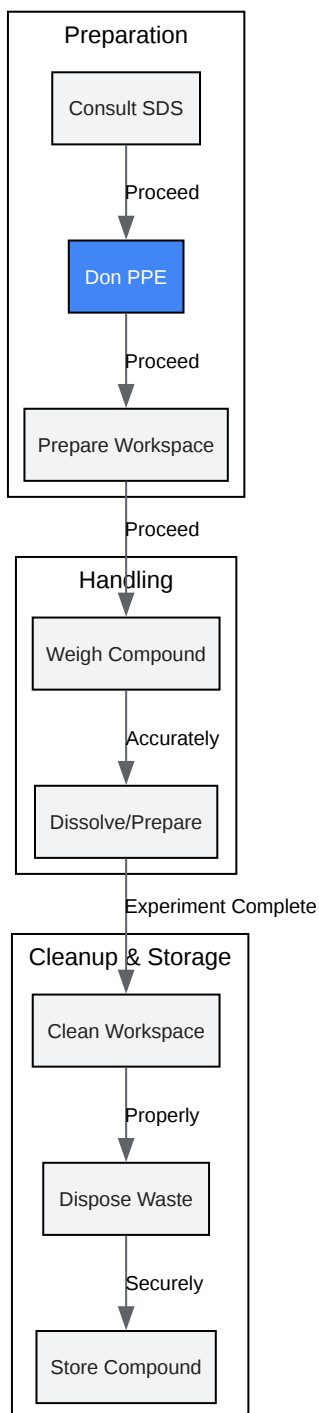 Preparation
Consult SDS
Proceed
Don PPE
Proceed
Prepare Workspace
Proceed
Handling
Weigh Compound
Accurately
Dissolve/Prepare
Experiment Complete
Cleanup & Storage
Clean Workspace
Properly
Dispose Waste
Securely
Store Compound